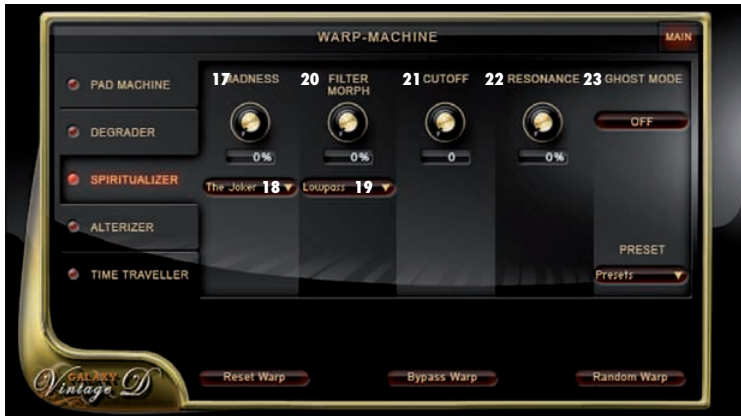 WARP-MACHINE
MAIN
PAD MACHINE
DEGRADER
SPIRITUALIZER
ALTERIZER
TIME TRAVELLER
17 MADNESS
20 FILTER MORPH
21 CUTOFF
22 RESONANCE
23 GHOST MODE
0%
0%
0
0%
OFF
The Joker 18
Lowpass 19
PRESET
Presets
GALAXY
Vintage D
Reset Warp
Bypass Warp
Random Warp